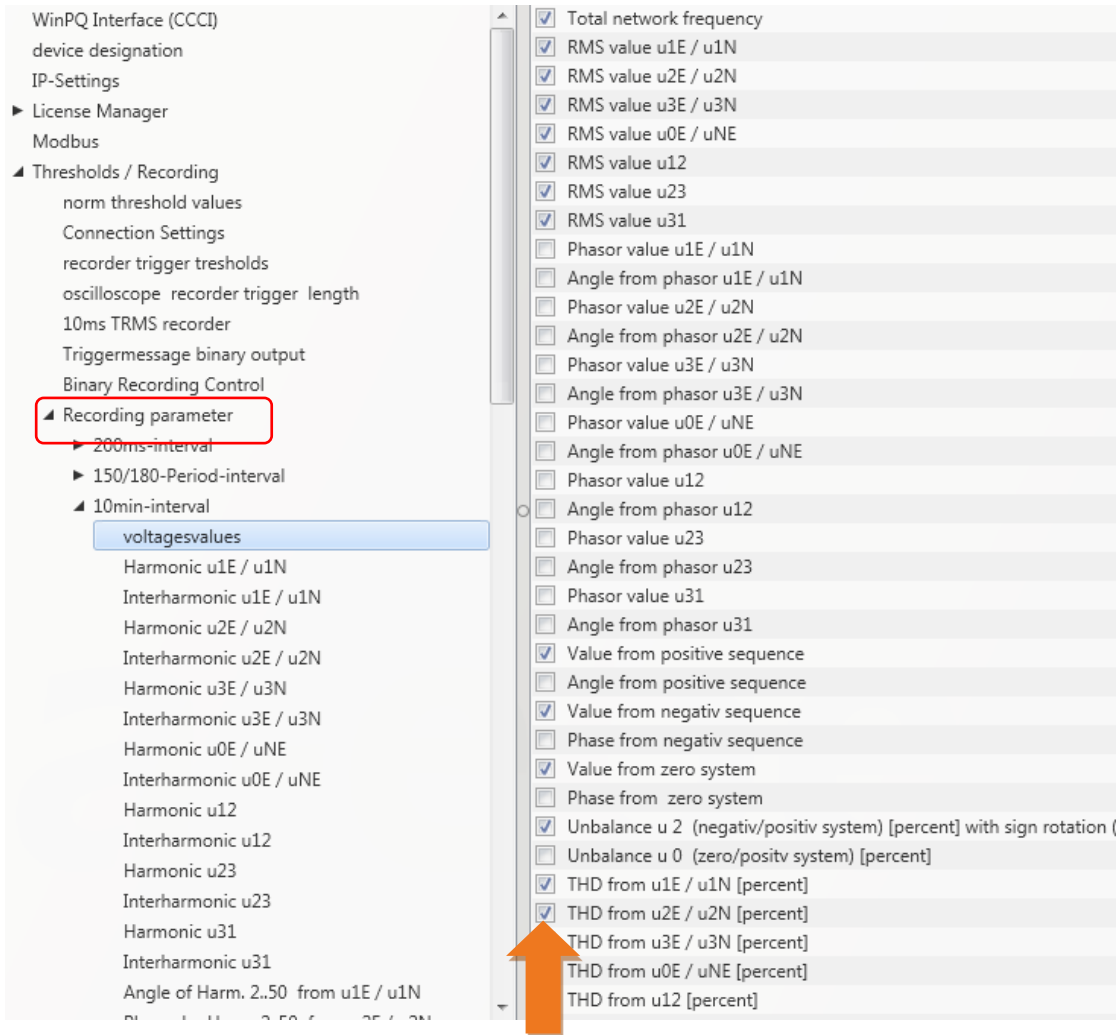 WinPQ Interface (CCCI)
device designation
IP-Settings
License Manager
Modbus
Thresholds / Recording
norm threshold values
Connection Settings
recorder trigger tresholds
oscilloscope recorder trigger length
10ms TRMS recorder
Triggermessage binary output
Binary Recording Control
Recording parameter
200ms-interval
150/180-Period-interval
10min-interval
voltagesvalues
Harmonic u1E / u1N
Interharmonic u1E / u1N
Harmonic u2E / u2N
Interharmonic u2E / u2N
Harmonic u3E / u3N
Interharmonic u3E / u3N
Harmonic u0E / uNE
Interharmonic u0E / uNE
Harmonic u12
Interharmonic u12
Harmonic u23
Interharmonic u23
Harmonic u31
Interharmonic u31
Angle of Harm. 2..50 from u1E / u1N
Total network frequency
RMS value u1E / u1N
RMS value u2E / u2N
RMS value u3E / u3N
RMS value u0E / uNE
RMS value u12
RMS value u23
RMS value u31
Phasor value u1E / u1N
Angle from phasor u1E / u1N
Phasor value u2E / u2N
Angle from phasor u2E / u2N
Phasor value u3E / u3N
Angle from phasor u3E / u3N
Phasor value u0E / uNE
Angle from phasor u0E / uNE
Phasor value u12
Angle from phasor u12
Phasor value u23
Angle from phasor u23
Phasor value u31
Angle from phasor u31
Value from positive sequence
Angle from positive sequence
Value from negativ sequence
Phase from negativ sequence
Value from zero system
Phase from zero system
Unbalance u 2 (negativ/positiv system) [percent] with sign rotation (
Unbalance u 0 (zero/positv system) [percent]
THD from u1E / u1N [percent]
THD from u2E / u2N [percent]
THD from u3E / u3N [percent]
THD from u0E / uNE [percent]
THD from u12 [percent]